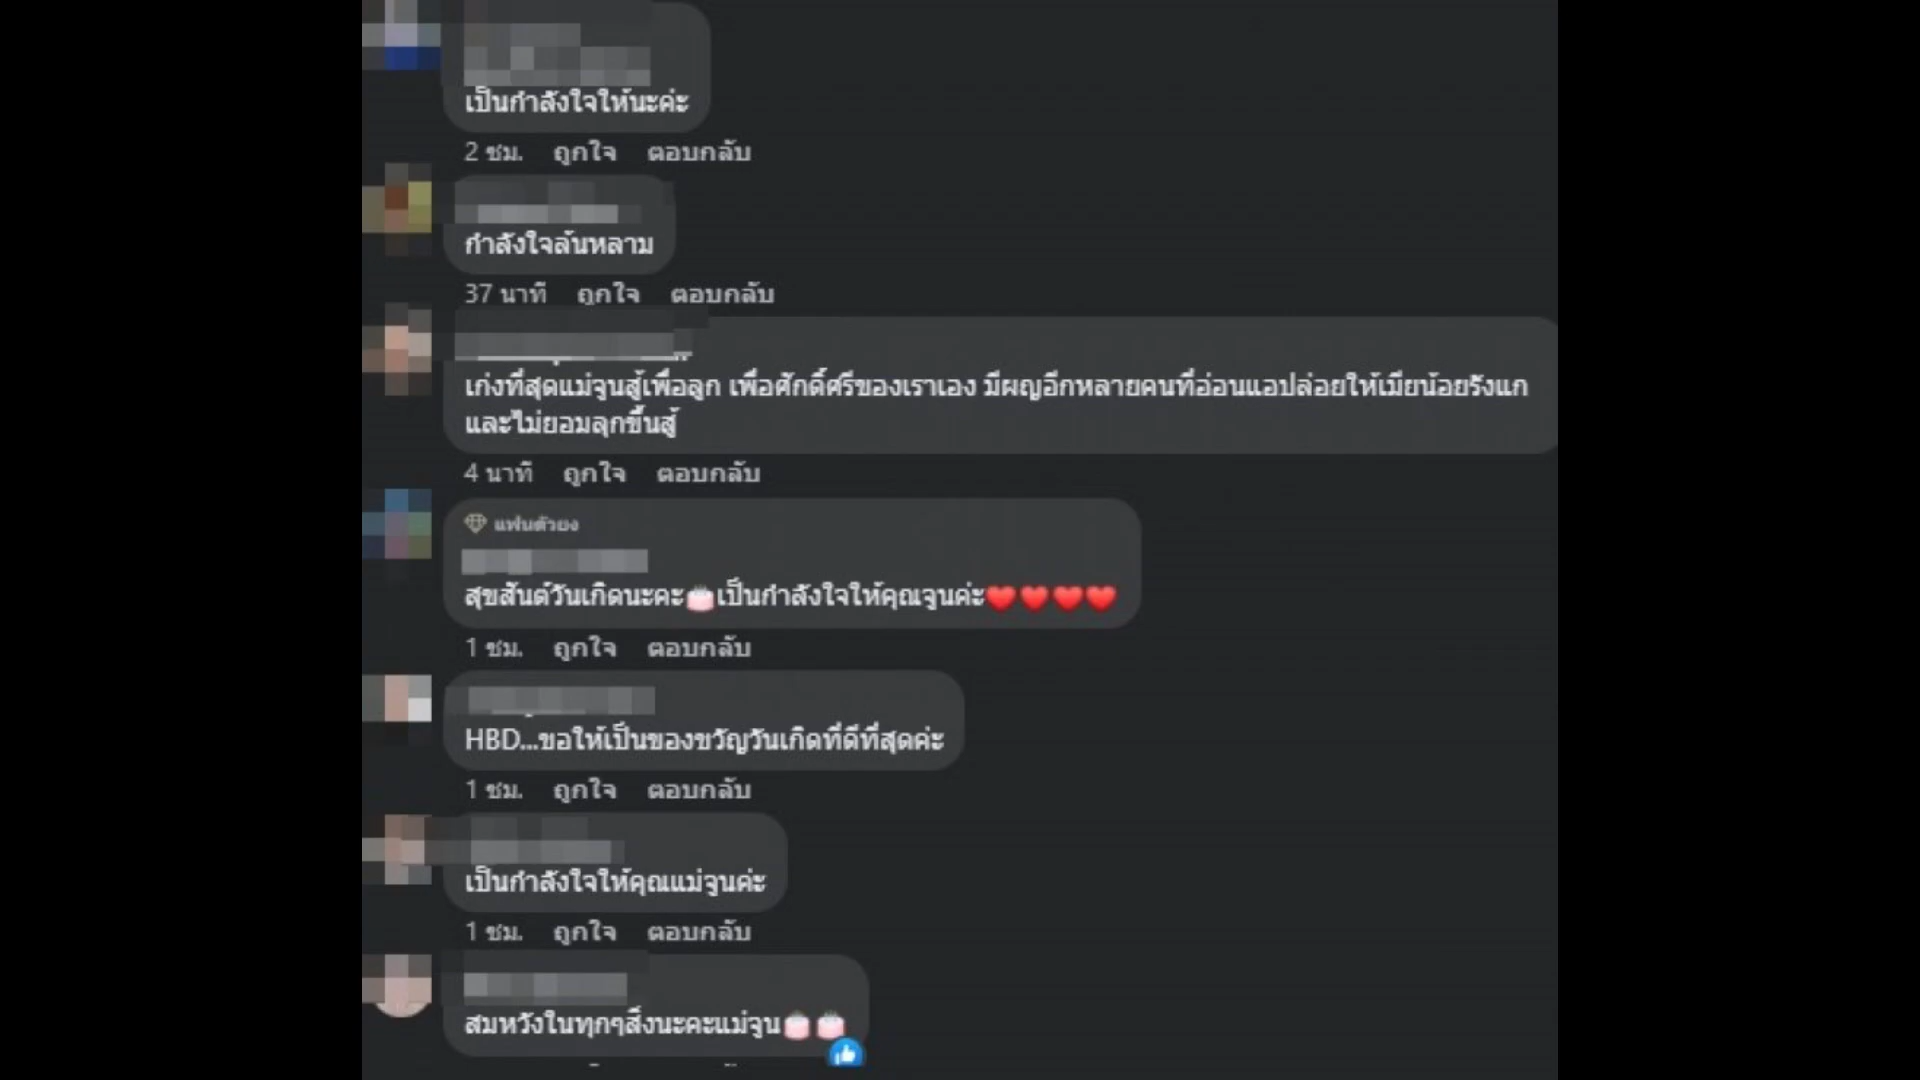 เป็นกำลังใจให้นะค่ะ
2 ชม. ถูกใจ ตอบกลับ
กำลังใจล้นหลาม
37 นาที ถูกใจ ตอบกลับ
เก่งที่สุดแม่จูนสู้เพื่อลูก เพื่อศักดิ์ศรีของเราเอง มีผญอีกหลายคนที่อ่อนแอปล่อยให้เมียน้อยรังแก
และไม่ยอมลุกขึ้นสู้
4 นาที ถูกใจ ตอบกลับ
แฟนตัวยง
สุขสันต์วันเกิดนะคะ🎂เป็นกำลังใจให้คุณจูนค่ะ❤️❤️❤️❤️
1 ชม. ถูกใจ ตอบกลับ
HBD...ขอให้เป็นของขวัญวันเกิดที่ดีที่สุดค่ะ
1 ชม. ถูกใจ ตอบกลับ
เป็นกำลังใจให้คุณแม่จูนค่ะ
1 ชม. ถูกใจ ตอบกลับ
สมหวังในทุกๆสิ่งนะคะแม่จูน🎂🎂